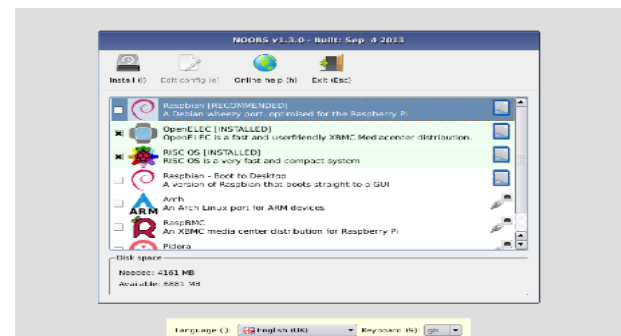 NOOBS v1.3.0 - Built: Sep 4 2013
Install (i) Edit config (e) Online help (h) Exit (Esc)
Raspbian [RECOMMENDED]
A Debian wheezy port, optimised for the Raspberry Pi
OpenELEC [INSTALLED]
OpenELEC is a fast and userfriendly XBMC Mediacenter distribution.
RISC OS [INSTALLED]
RISC OS is a very fast and compact system
Raspbian - Boot to Desktop
A version of Raspbian that boots straight to a GUI
Arch
ARM An Arch Linux port for ARM devices
RaspBMC
An XBMC media center distribution for Raspberry Pi
Pidora
Disk space
Needed: 4161 MB
Available: 6881 MB
Language (l): English (UK) Keyboard (9): gb